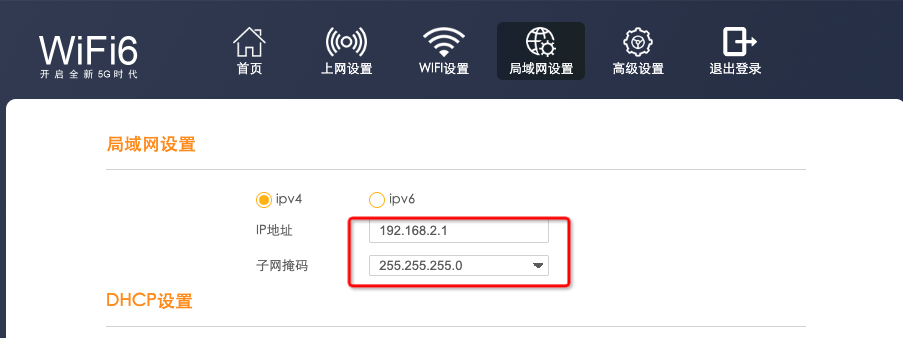 WiFi6
开启全新5G时代
首页
上网设置
WIFI设置
局域网设置
高级设置
退出登录
局域网设置
ipv4 ipv6
IP地址 192.168.2.1
子网掩码 255.255.255.0
DHCP设置